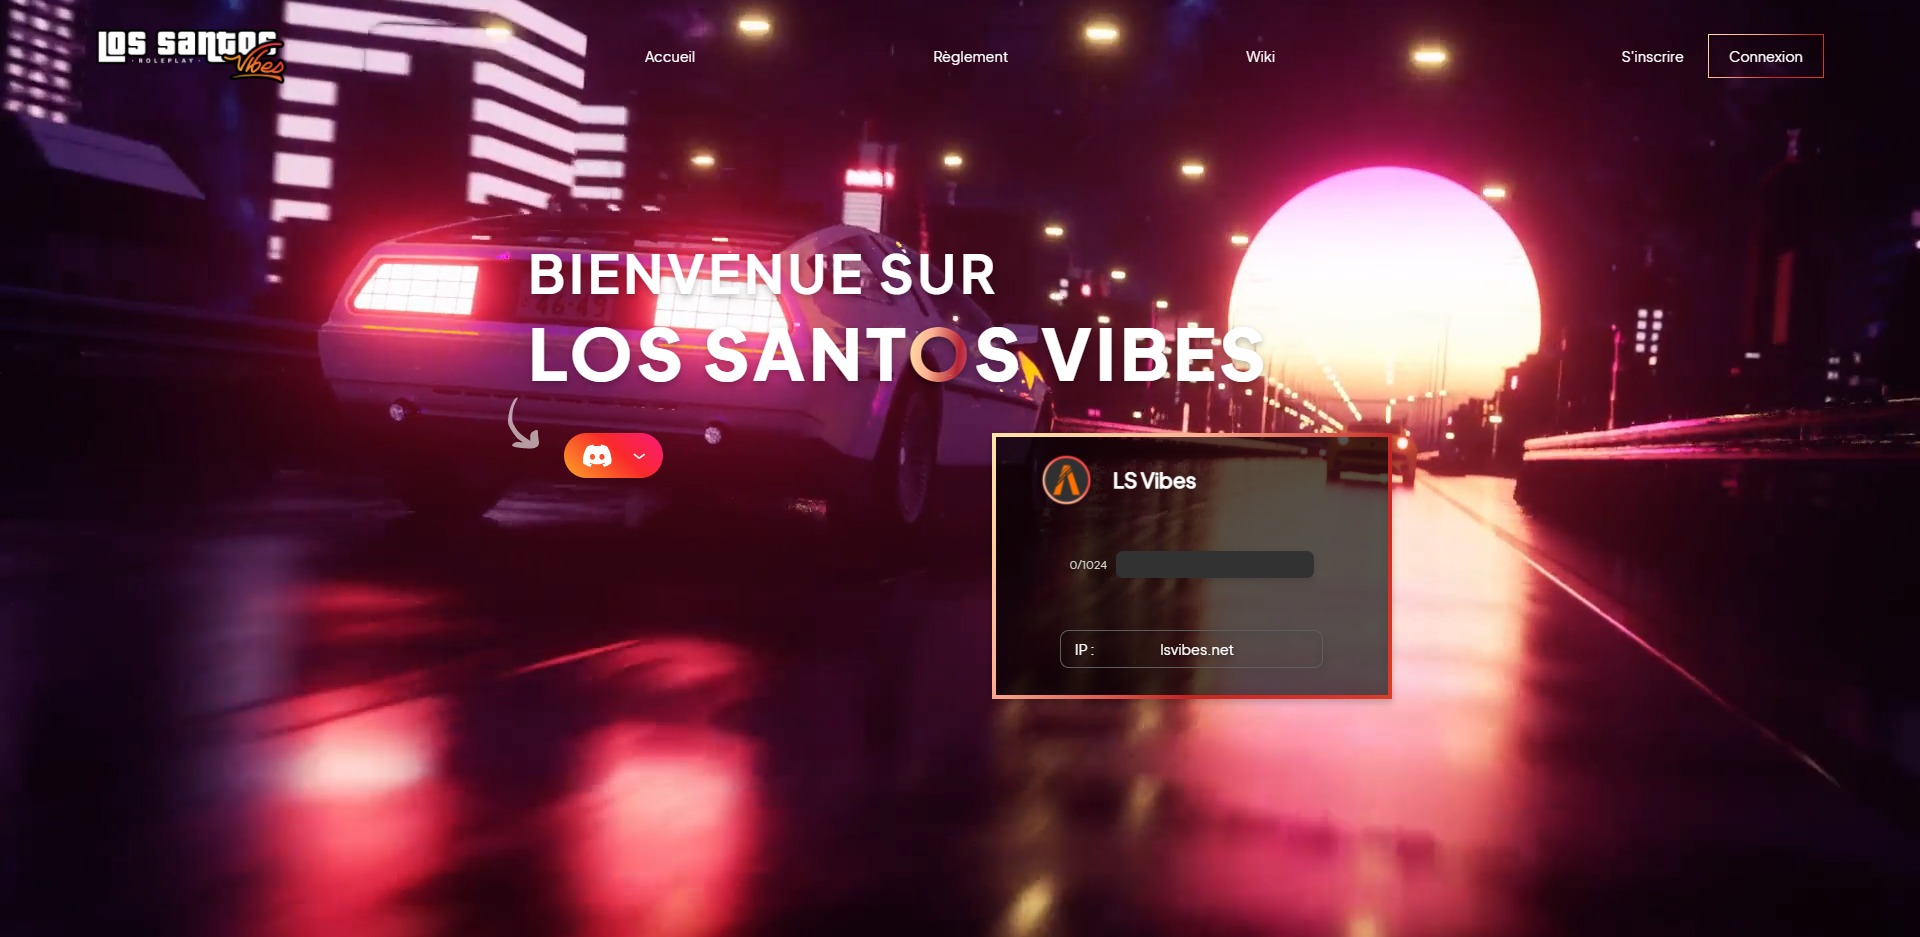 Los Santos
ROLEPLAY
Vibes
Accueil
Règlement
Wiki
S'inscrire
Connexion
BIENVENUE SUR
LOS SANTOS VIBES
LS Vibes
0/1024
IP :
lsvibes.net